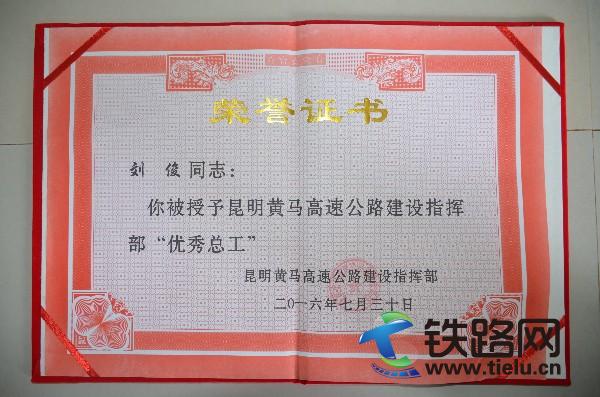 荣誉证书
刘 俊 同志：
你被授予昆明黄马高速公路建设指挥
部“优秀总工”
昆明黄马高速公路建设指挥部
二〇一六年七月三十日
铁路网
www.tielu.cn